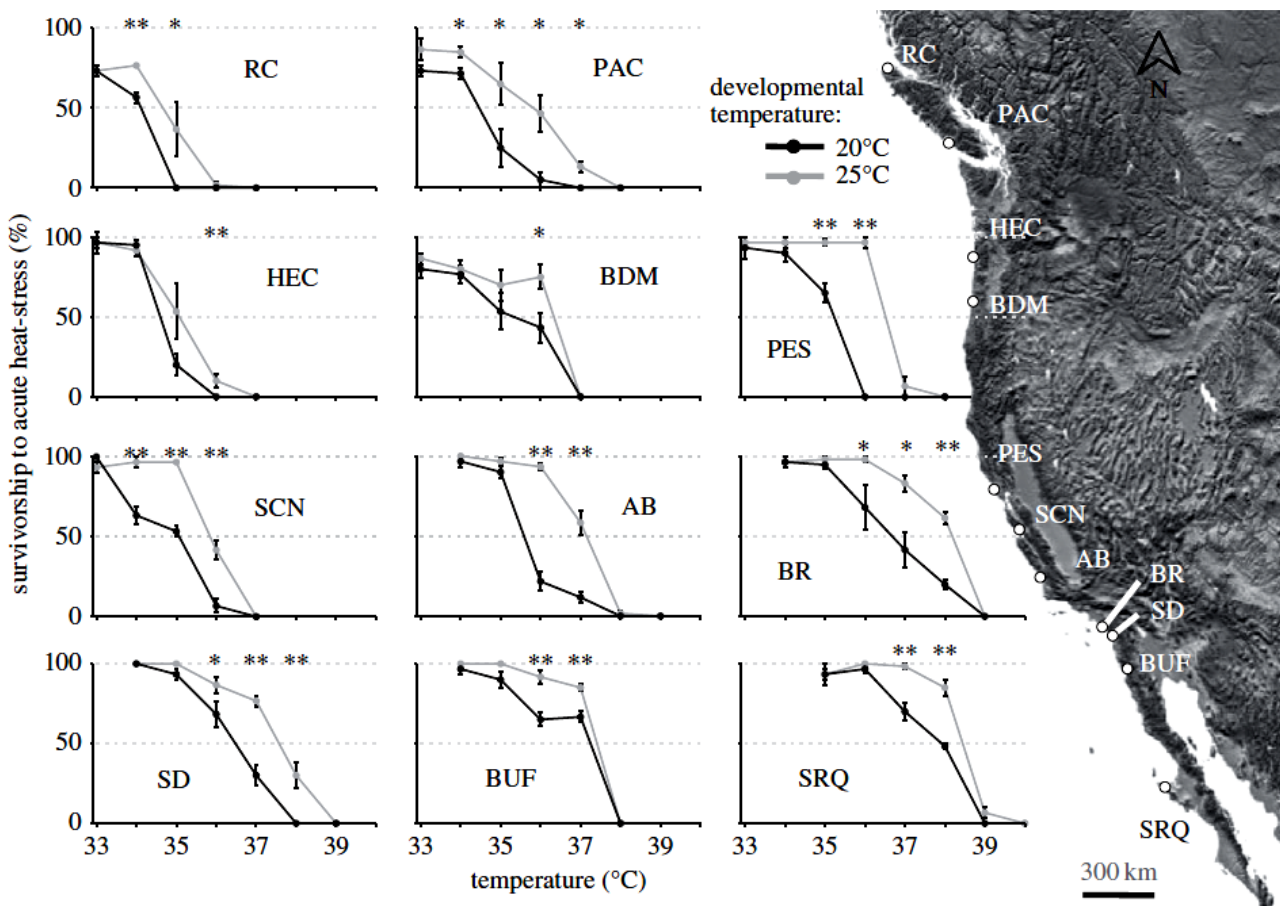 100
**
*
RC
50
0
*
*
*
*
PAC
developmental
temperature:
20°C
25°C
survivorship to acute heat-stress (%)
100
**
HEC
50
0
*
BDM
**
**
PES
100
**
**
**
SCN
50
0
**
**
AB
*
*
**
BR
100
*
**
**
SD
50
0
33
35
37
39
**
**
BUF
33
35
37
39
**
**
SRQ
33
35
37
39
temperature (°C)
RC
N
PAC
HEC
BDM
PES
SCN
AB
BR
SD
BUF
SRQ
300 km